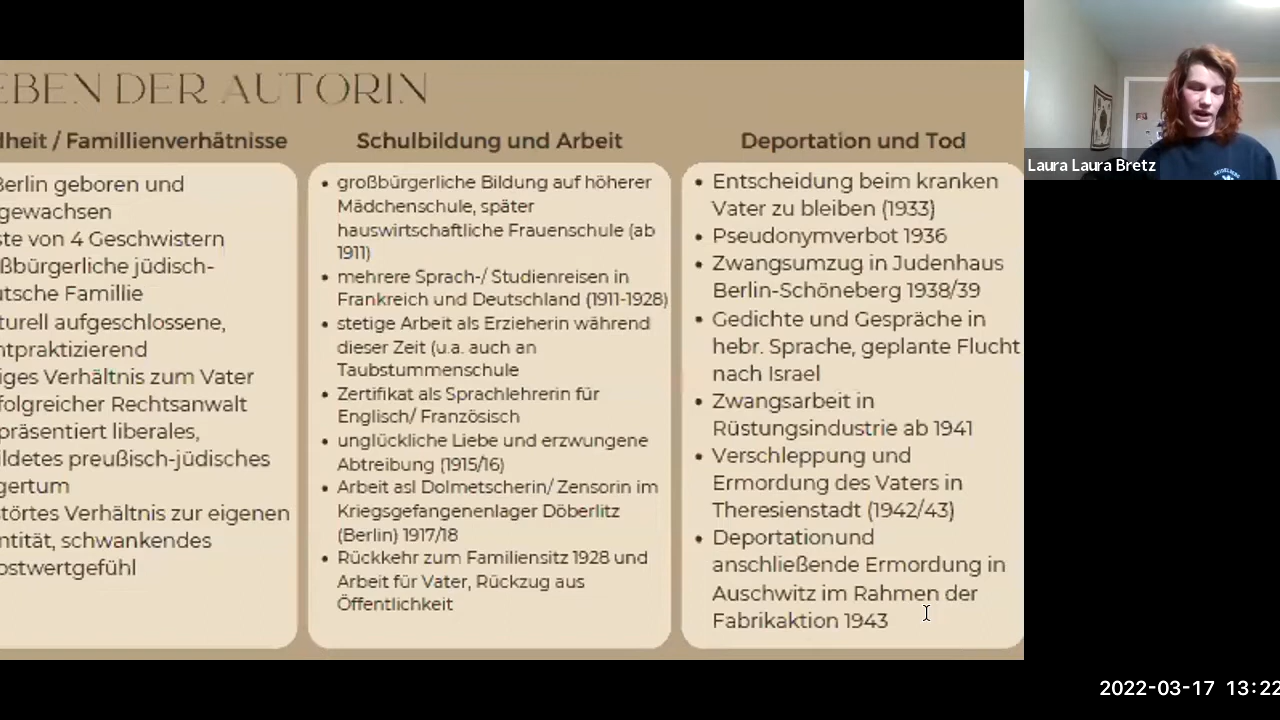 EBEN DER AUTORIN
dheit / Famillienverhätnisse
Berlin geboren und
gewachsen
ste von 4 Geschwistern
oßbürgerliche jüdisch-
utsche Famillie
turell aufgeschlossene,
htpraktizierend
iges Verhältnis zum Vater
folgreicher Rechtsanwalt
präsentiert liberales,
ildetes preußisch-jüdisches
gertum
störtes Verhältnis zur eigenen
ntität, schwankendes
bstwertgefühl
Schulbildung und Arbeit
• großbürgerliche Bildung auf höherer
Mädchenschule, später
hauswirtschaftliche Frauenschule (ab
1911)
• mehrere Sprach-/ Studienreisen in
Frankreich und Deutschland (1911-1928)
• stetige Arbeit als Erzieherin während
dieser Zeit (u.a. auch an
Taubstummenschule
• Zertifikat als Sprachlehrerin für
Englisch/ Französisch
• unglückliche Liebe und erzwungene
Abtreibung (1915/16)
• Arbeit asl Dolmetscherin/ Zensorin im
Kriegsgefangenenlager Döberlitz
(Berlin) 1917/18
• Rückkehr zum Familiensitz 1928 und
Arbeit für Vater, Rückzug aus
Öffentlichkeit
Deportation und Tod
• Entscheidung beim kranken
Vater zu bleiben (1933)
• Pseudonymverbot 1936
• Zwangsumzug in Judenhaus
Berlin-Schöneberg 1938/39
• Gedichte und Gespräche in
hebr. Sprache, geplante Flucht
nach Israel
• Zwangsarbeit in
Rüstungsindustrie ab 1941
• Verschleppung und
Ermordung des Vaters in
Theresienstadt (1942/43)
• Deportationund
anschließende Ermordung in
Auschwitz im Rahmen der
Fabrikaktion 1943
Laura Laura Bretz
2022-03-17 13:22